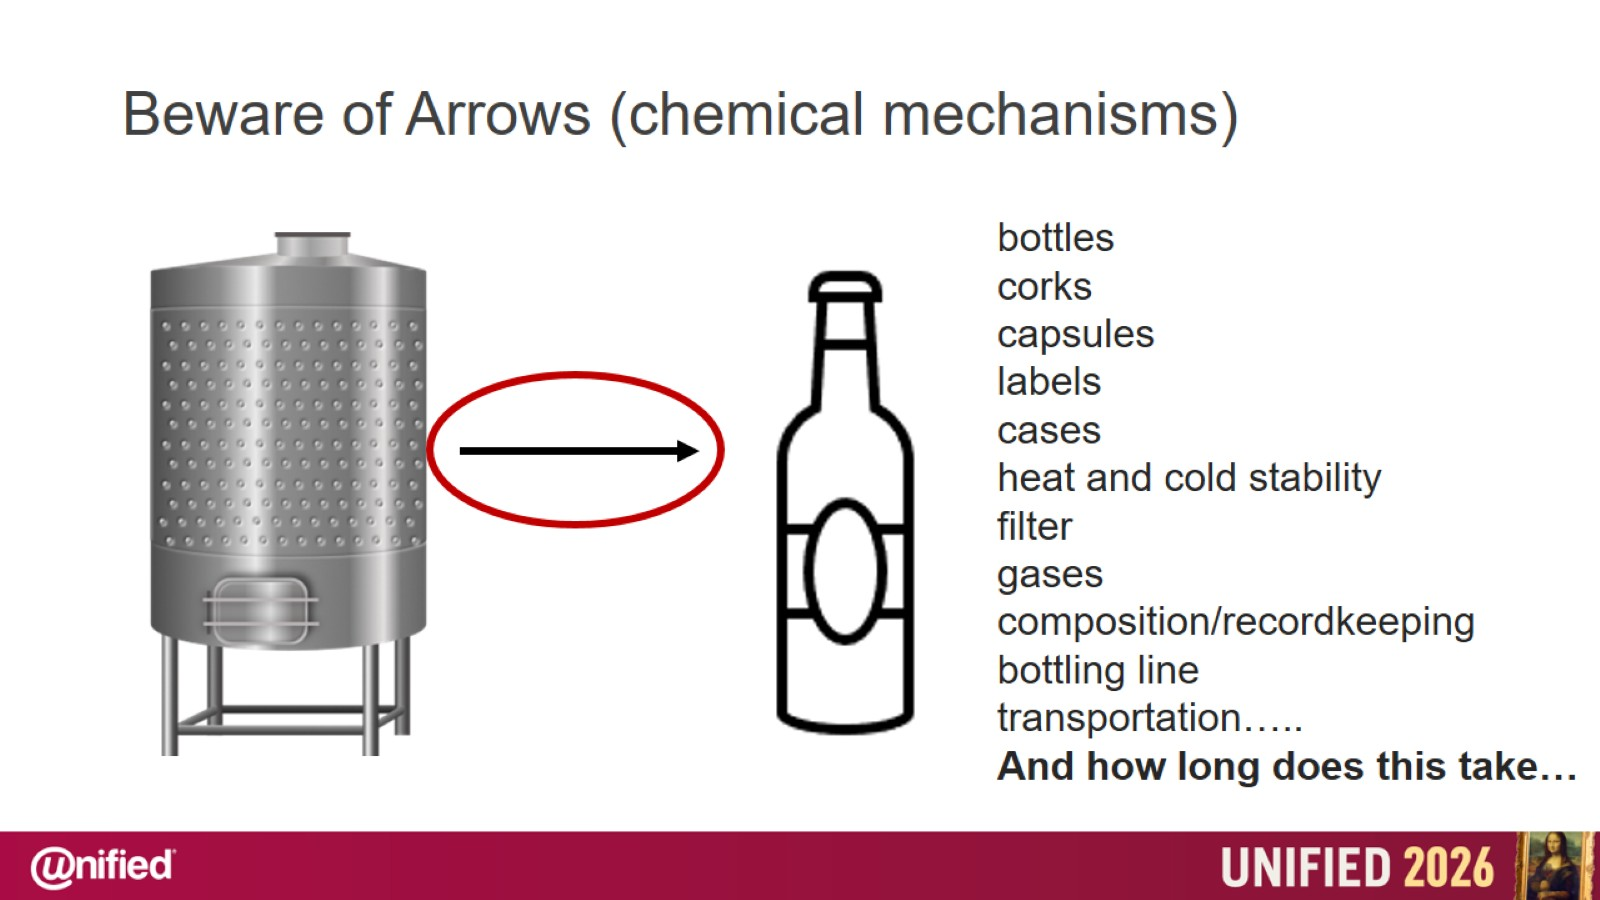 Beware of Arrows (chemical mechanisms)
bottles
corks
capsules
labels
cases
heat and cold stability
filter
gases
composition/recordkeeping
bottling line
transportation…..
And how long does this take…
unified
UNIFIED 2026